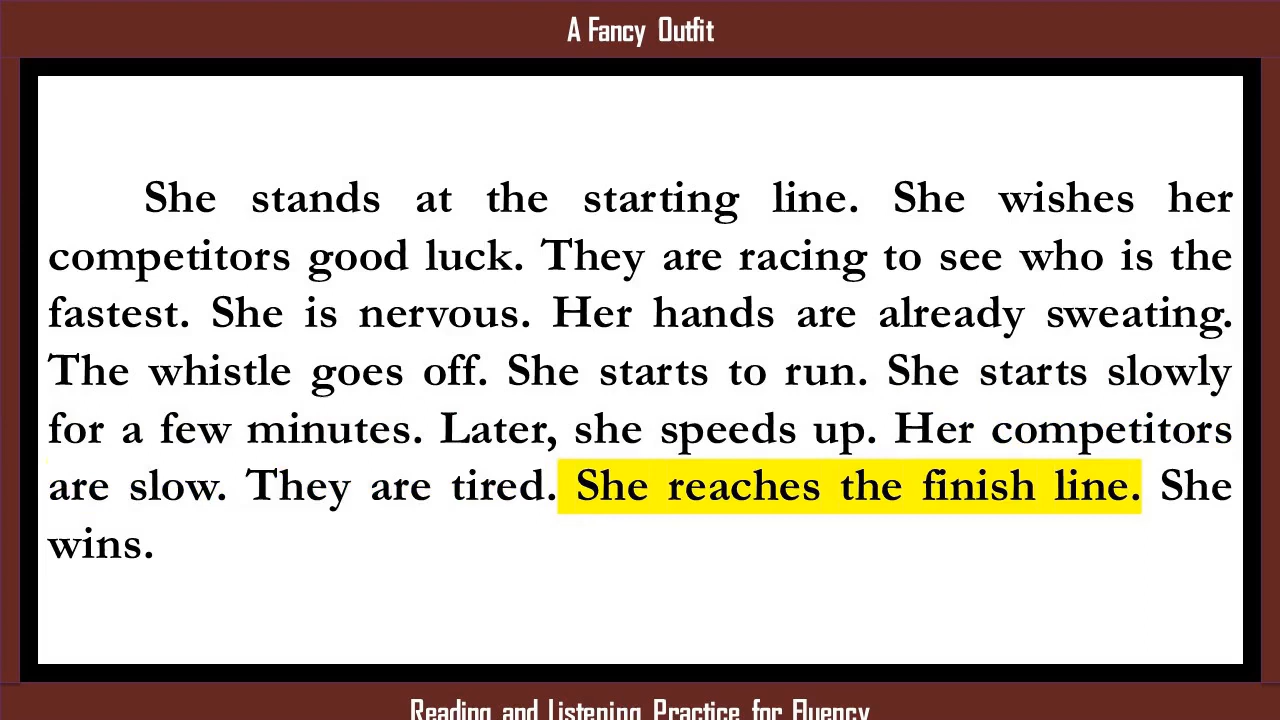 A Fancy Outfit
She stands at the starting line. She wishes her
competitors good luck. They are racing to see who is the
fastest. She is nervous. Her hands are already sweating.
The whistle goes off. She starts to run. She starts slowly
for a few minutes. Later, she speeds up. Her competitors
are slow. They are tired. She reaches the finish line. She
wins.
Reading and Listening Practice for Fluency